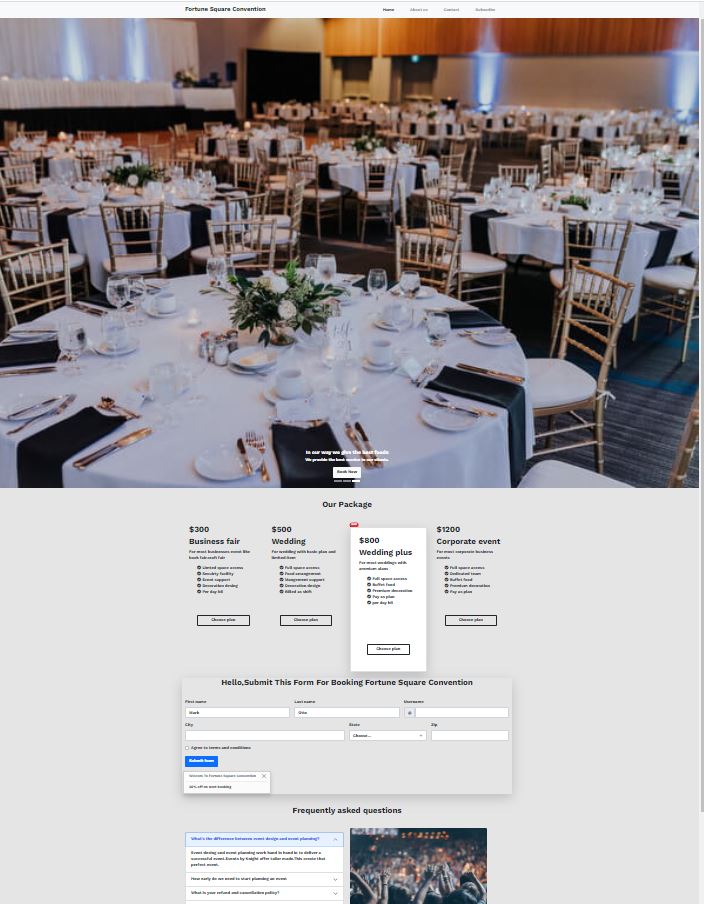 Fortune Square Convention
Home About us Contact Subscribe
In our way we give the best foods
We provide the best service to our clients.
Book Now
Our Package
$300
Business fair
For most businesses event like
book fair,craft fair
Limited space access
Security facility
Event support
Decoration desing
Per day bil
Choose plan
$500
Wedding
For wedding with basic plan and
limited item
Full space access
Food arrangement
Mangement support
Decoration design
Billed as shift
Choose plan
$800
Wedding plus
For most weddings with
premium plans
Full space access
Buffet food
Premium decoration
Pay as plan
per day bil
Choose plan
$1200
Corporate event
For most corporate business
events
Full space access
Dedicated team
Buffet food
Premium decoration
Pay as plan
Choose plan
Hello,Submit This Form For Booking Fortune Square Convention
First name Last name Username
Mark Otto @
City State Zip
Choose...
Agree to terms and conditions
Submit form
Welcom To Fortune Square Convention
20% off on next booking
Frequently asked questions
What's the difference between event design and event planning?
Event desing and event planning work hand in hand in to deliver a
successful event.Events by Knight offer tailor made.This create that
perfect event.
How early do we need to start planning an event
What is your refund and cancellation policy?